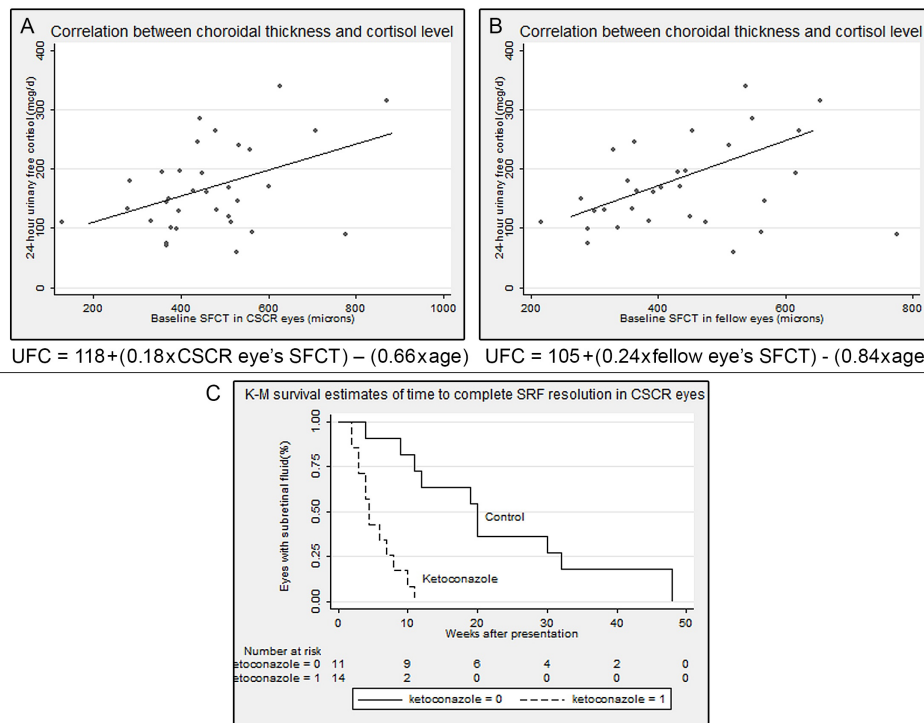 A Correlation between choroidal thickness and cortisol level
24-hour urinary free cortisol (mcg/d)
400
300
200
100
0
200 400 600 800 1000
Baseline SFCT in CSCR eyes (microns)
UFC = 118+(0.18xCSCR eye's SFCT) – (0.66xage)
B Correlation between choroidal thickness and cortisol level
24-hour urinary free cortisol (mcg/d)
400
300
200
100
0
200 400 600 800
Baseline SFCT in fellow eyes (microns)
UFC = 105+(0.24xfellow eye's SFCT) - (0.84xage
C K-M survival estimates of time to complete SRF resolution in CSCR eyes
Eyes with subretinal fluid(%)
1.00
0.75
0.50
0.25
0.00
Control
Ketoconazole
0 10 20 30 40 50
Weeks after presentation
Number at risk
etoconazole = 0 11 9 6 4 2 0
etoconazole = 1 14 2 0 0 0 0
ketoconazole = 0 ketoconazole = 1